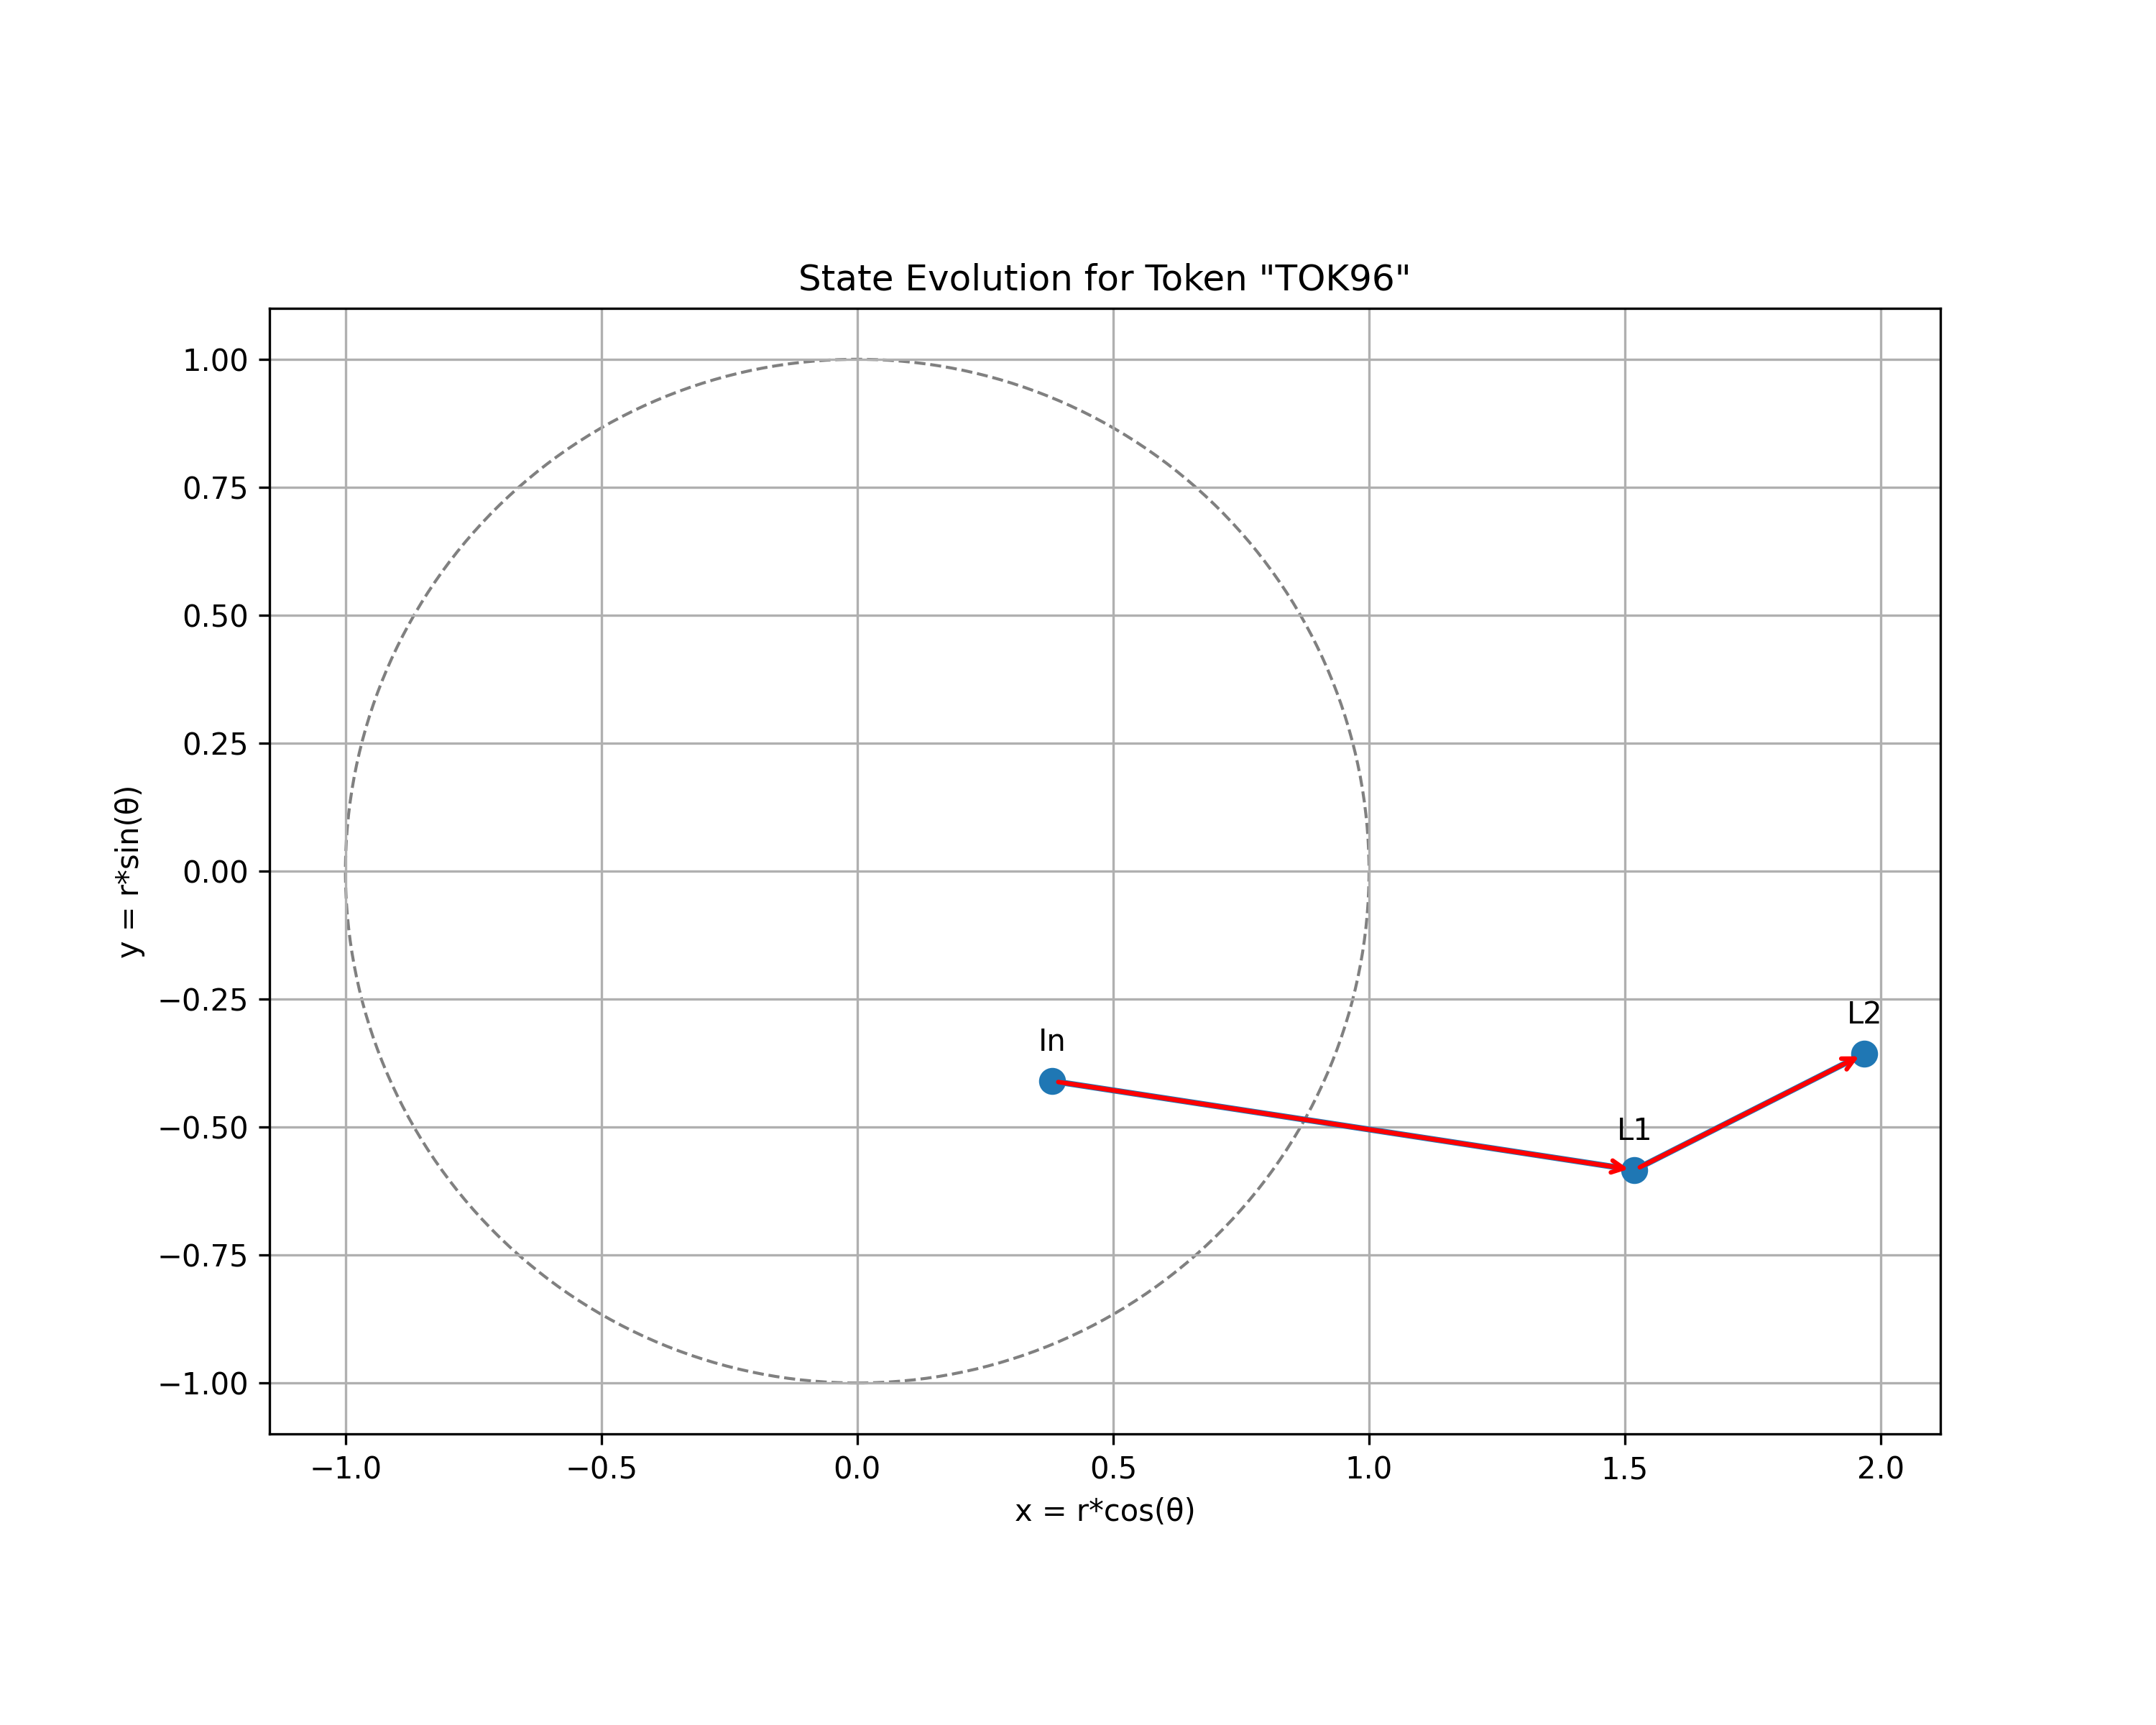 State Evolution for Token "TOK96"
1.00
0.75
0.50
0.25
0.00
−0.25
−0.50
−0.75
−1.00
y = r*sin(θ)
In
L1
L2
−1.0 −0.5 0.0 0.5 1.0 1.5 2.0
x = r*cos(θ)